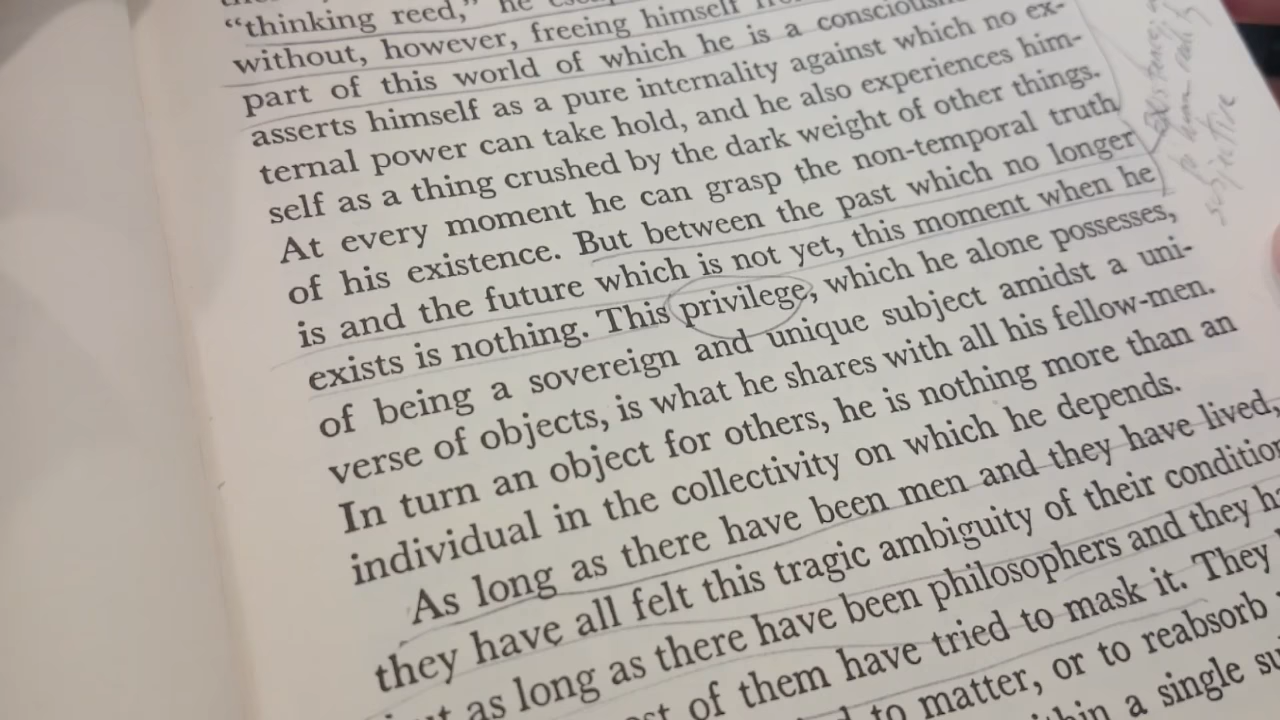 "thinking reed," he
without, however, freeing himself
part of this world of which he is a
asserts himself as a pure internality against which no ex-
ternal power can take hold, and he also experiences him-
self as a thing crushed by the dark weight of other things.
At every moment he can grasp the non-temporal truth
of his existence. But between the past which no longer
is and the future which is not yet, this moment when he
exists is nothing. This privilege, which he alone possesses,
of being a sovereign and unique subject amidst a uni-
verse of objects, is what he shares with all his fellow-men.
In turn an object for others, he is nothing more than an
individual in the collectivity on which he depends.
As long as there have been men and they have lived,
they have all felt this tragic ambiguity of their condition
as long as there have been philosophers and they
of them have tried to mask it. They
to matter, or to reabsorb
a single
subjective